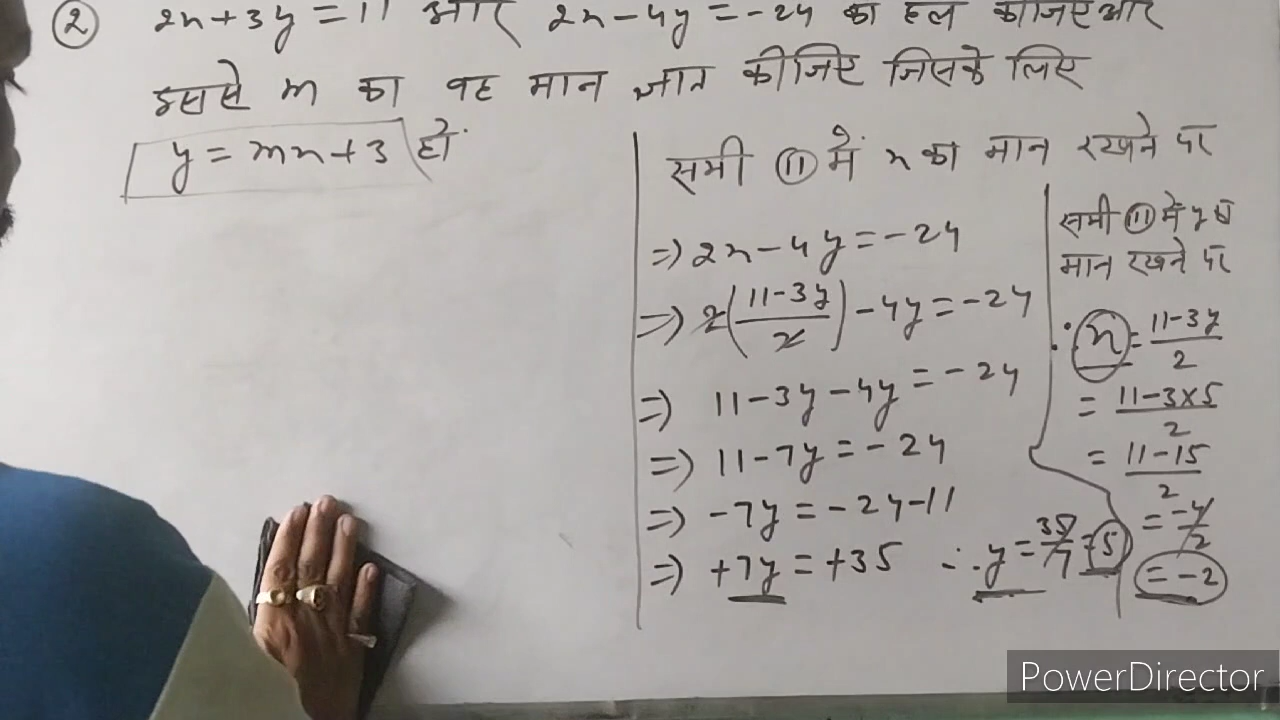 ② 2x+3y=11 और 2x-4y=-24 का हल कीजिए और
इससे m का वह मान ज्ञात कीजिए जिसके लिए
y=mx+3 हो
समी ⑪ में x का मान रखने पर
⇒ 2x-4y=-24
⇒ 2(11-3y/2)-4y=-24
⇒ 11-3y-4y=-24
⇒ 11-7y=-24
⇒ -7y=-24-11
⇒ +7y=+35 ∴ y=35/7=5
समी ⑪ में y का
मान रखने पर
∴ x=11-3y/2
=11-3×5/2
=11-15/2
=-4/2
=-2
PowerDirector